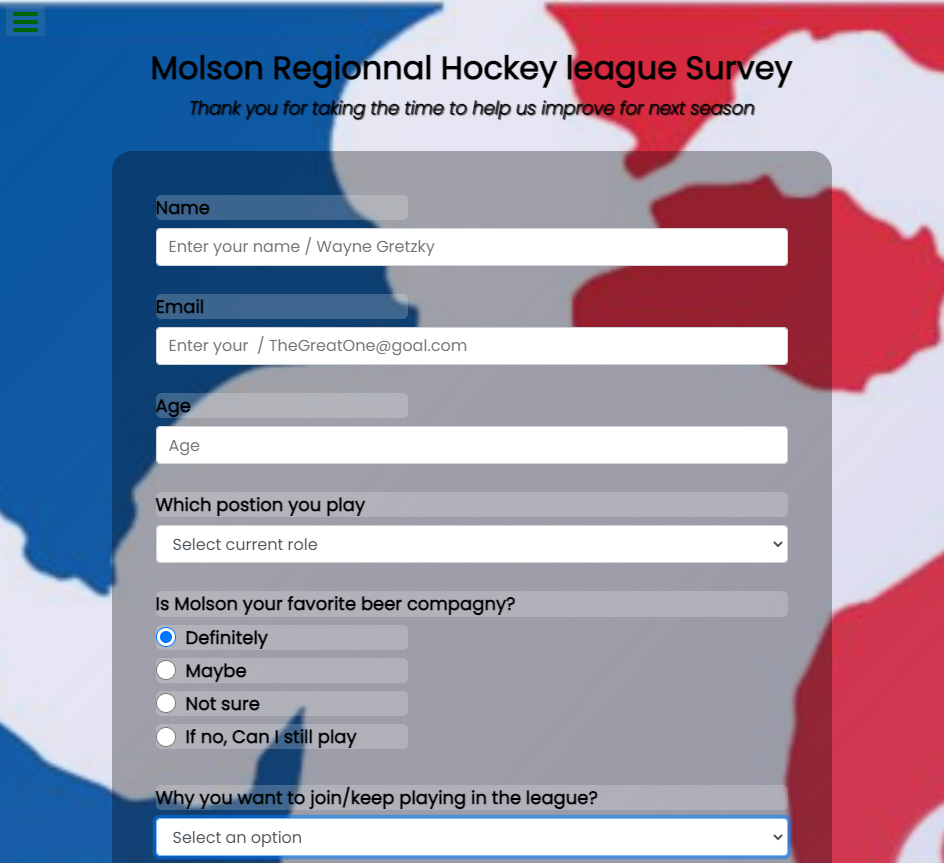 Molson Regionnal Hockey league Survey
Thank you for taking the time to help us improve for next season
Name
Enter your name / Wayne Gretzky
Email
Enter your  / TheGreatOne@goal.com
Age
Age
Which postion you play
Select current role
Is Molson your favorite beer compagny?
Definitely
Maybe
Not sure
If no, Can I still play
Why you want to join/keep playing in the league?
Select an option